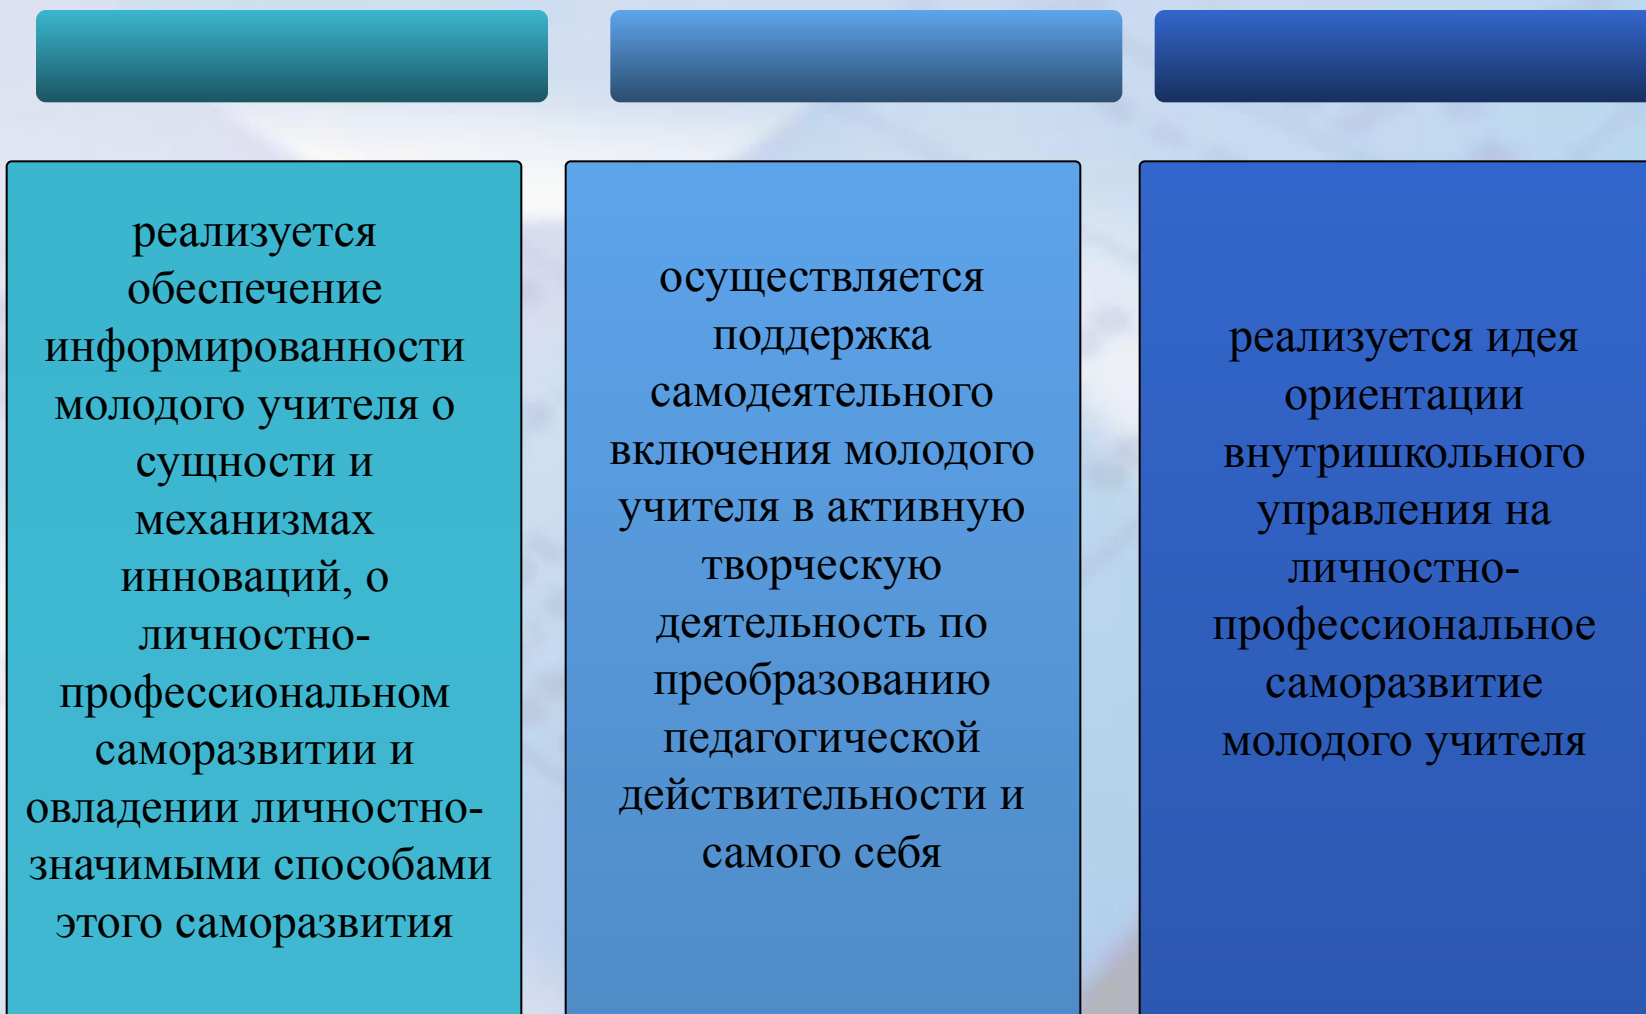 реализуется
обеспечение
информированности
молодого учителя о
сущности и
механизмах
инноваций, о
личностно-
профессиональном
саморазвитии и
овладении личностно-
значимыми способами
этого саморазвития
осуществляется
поддержка
самодеятельного
включения молодого
учителя в активную
творческую
деятельность по
преобразованию
педагогической
действительности и
самого себя
реализуется идея
ориентации
внутришкольного
управления на
личностно-
профессиональное
саморазвитие
молодого учителя